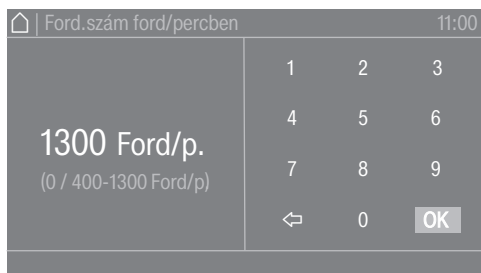 Ford.szám ford/percben 11:00
1300 Ford/p.
(0 / 400-1300 Ford/p)
1 2 3
4 5 6
7 8 9
0 OK